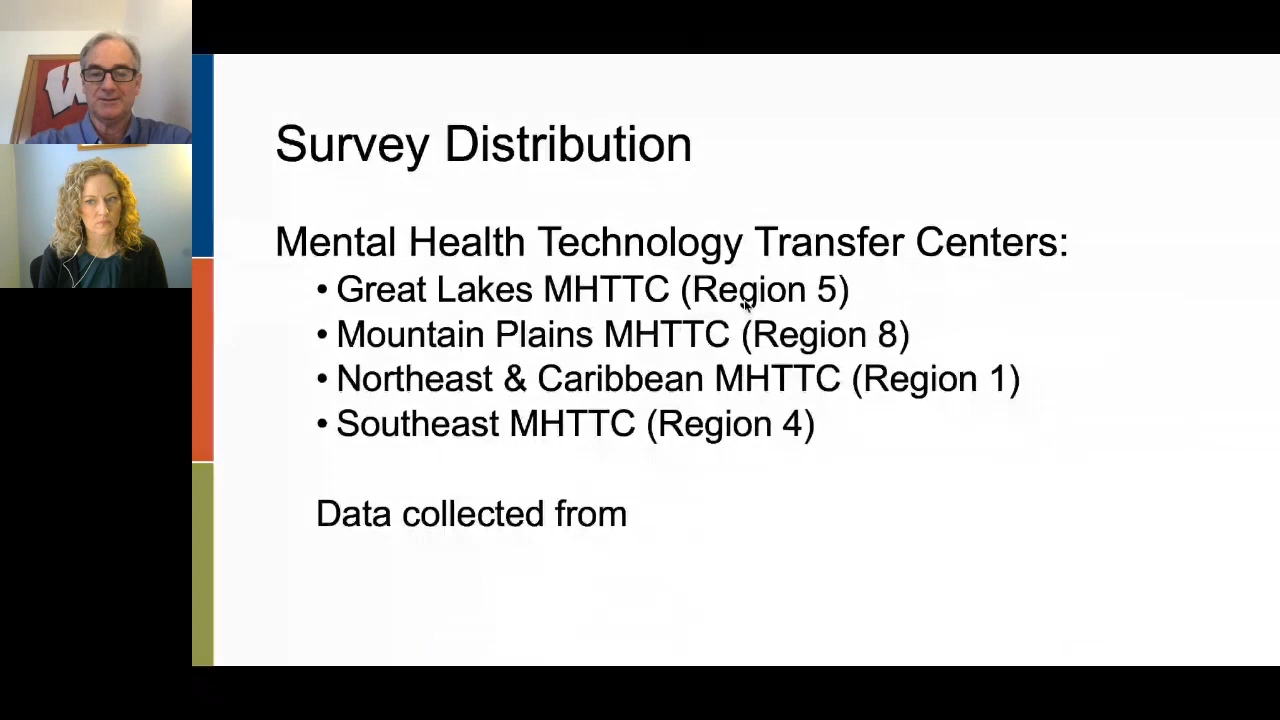 W
Survey Distribution
Mental Health Technology Transfer Centers:
• Great Lakes MHTTC (Region 5)
• Mountain Plains MHTTC (Region 8)
• Northeast & Caribbean MHTTC (Region 1)
• Southeast MHTTC (Region 4)
Data collected from